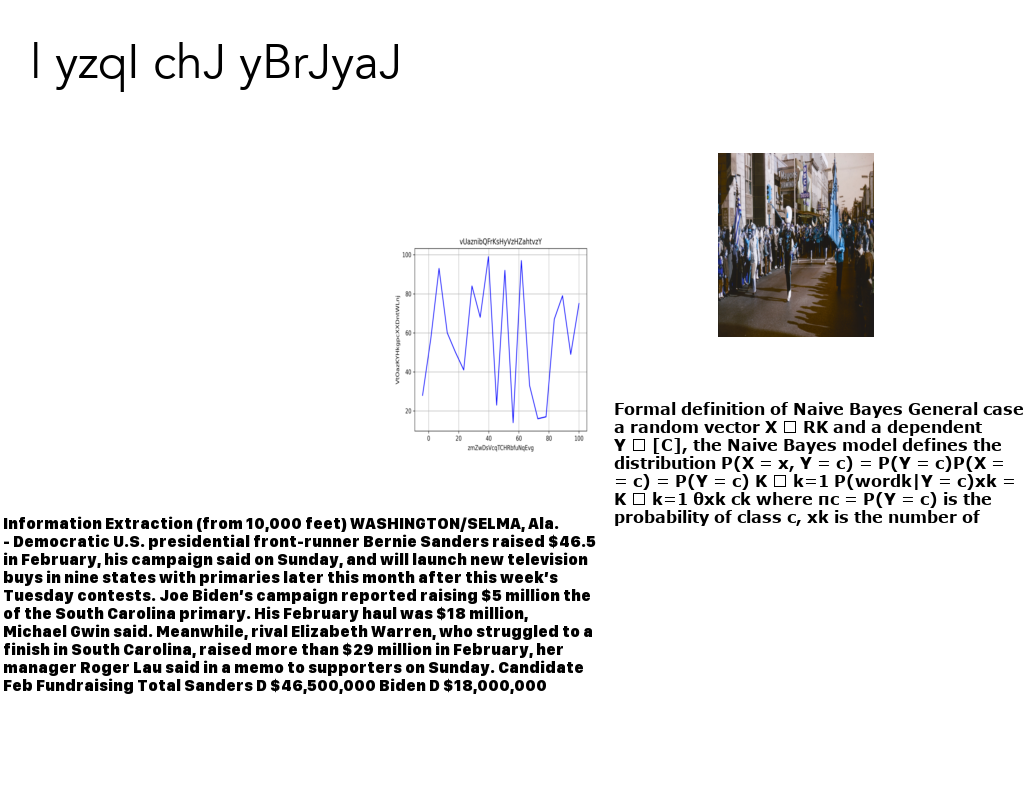 l yzqI chJ yBrJyaJ
vUaznibQFrKsHyVzHZahtvzY
100
80
60
40
20
0 20 40 60 80 100
zmZwDsVcqTCHRbfuNqEvg
Formal definition of Naive Bayes General case
a random vector X □ RK and a dependent
Y □ [C], the Naive Bayes model defines the
distribution P(X = x, Y = c) = P(Y = c)P(X =
= c) = P(Y = c) K □ k=1 P(wordk|Y = c)xk =
K □ k=1 θxk ck where πc = P(Y = c) is the
probability of class c, xk is the number of
Information Extraction (from 10,000 feet) WASHINGTON/SELMA, Ala.
- Democratic U.S. presidential front-runner Bernie Sanders raised $46.5
in February, his campaign said on Sunday, and will launch new television
buys in nine states with primaries later this month after this week's
Tuesday contests. Joe Biden's campaign reported raising $5 million the
of the South Carolina primary. His February haul was $18 million,
Michael Gwin said. Meanwhile, rival Elizabeth Warren, who struggled to a
finish in South Carolina, raised more than $29 million in February, her
manager Roger Lau said in a memo to supporters on Sunday. Candidate
Feb Fundraising Total Sanders D $46,500,000 Biden D $18,000,000